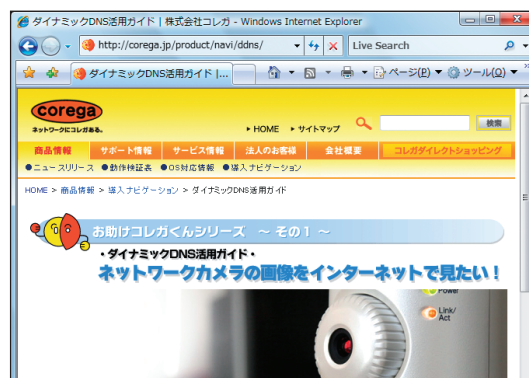 ダイナミックDNS活用ガイド｜株式会社コレガ - Windows Internet Explorer
http://corega.jp/product/navi/ddns/ Live Search
ダイナミックDNS活用ガイド｜... ページ(P) ツール(O)
corega
ネットワークにコレがある。
HOME サイトマップ 検索
商品情報 サポート情報 サービス情報 法人のお客様 会社概要 コレガダイレクトショッピング
●ニュースリリース ●動作検証表 ●OS対応情報 ●導入ナビゲーション
HOME > 商品情報 > 導入ナビゲーション > ダイナミックDNS活用ガイド
お助けコレガくんシリーズ ～ その1 ～
・ダイナミックDNS活用ガイド・
ネットワークカメラの画像をインターネットで見たい！
Power
Link/
Act